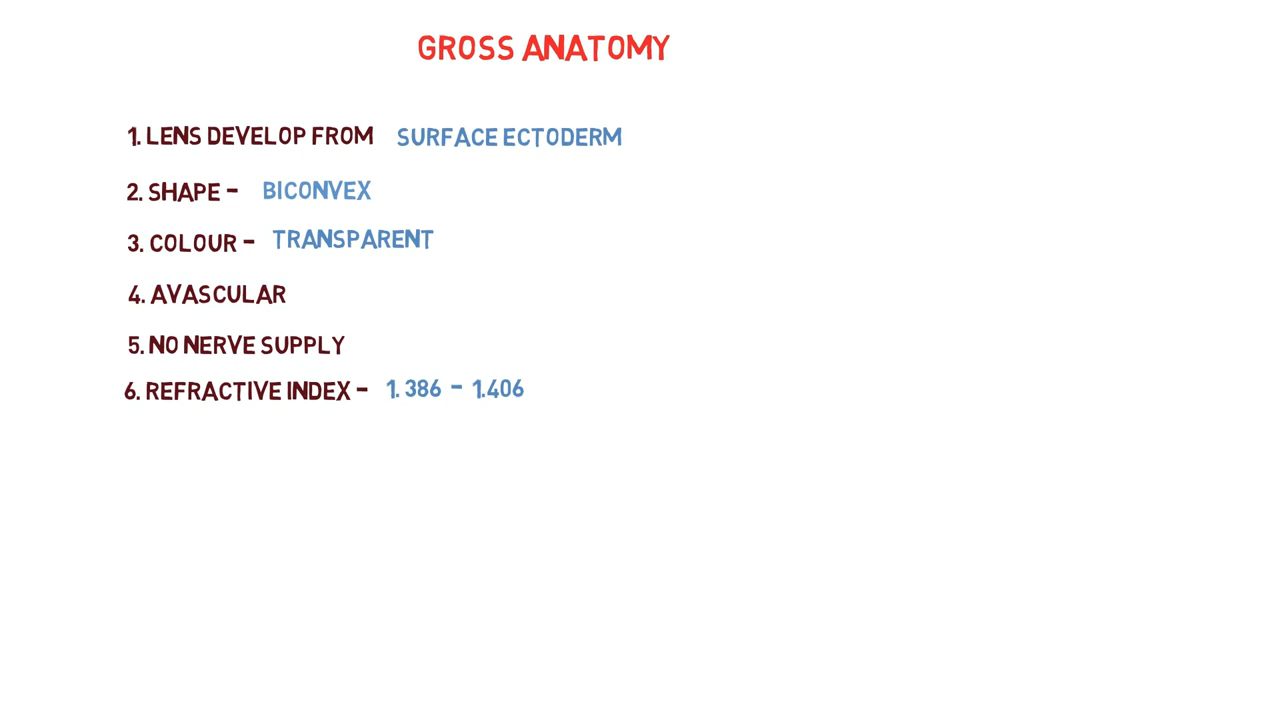 GROSS ANATOMY
1. LENS DEVELOP FROM SURFACE ECTODERM
2. SHAPE - BICONVEX
3. COLOUR - TRANSPARENT
4. AVASCULAR
5. NO NERVE SUPPLY
6. REFRACTIVE INDEX - 1.386 - 1.406